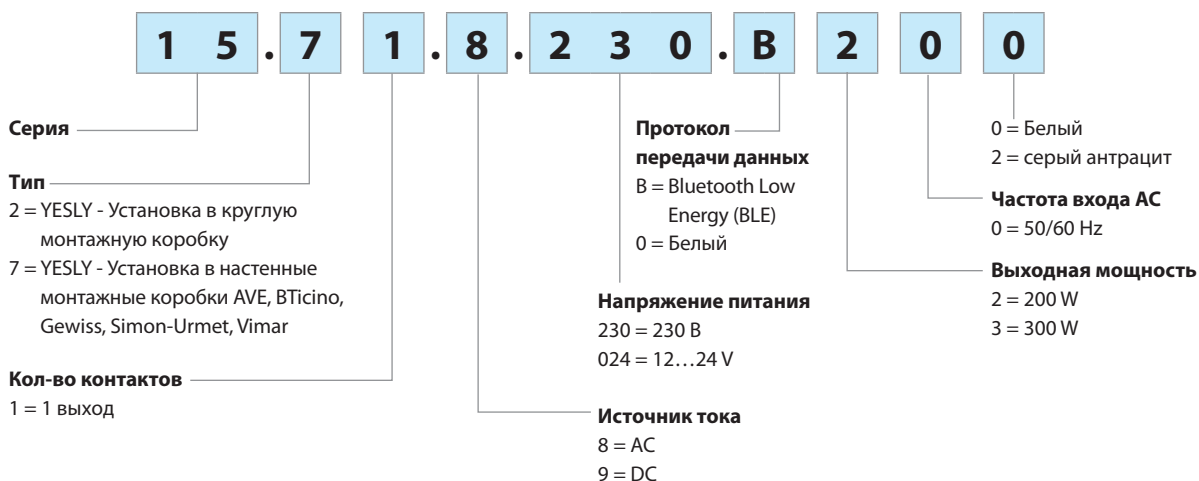 1 5 . 7 1 . 8 . 2 3 0 . B 2 0 0
Серия
Тип
2 = YESLY - Установка в круглую
монтажную коробку
7 = YESLY - Установка в настенные
монтажные коробки AVE, BTicino,
Gewiss, Simon-Urmet, Vimar
Кол-во контактов
1 = 1 выход
Протокол
передачи данных
B = Bluetooth Low
Energy (BLE)
0 = Белый
Напряжение питания
230 = 230 В
024 = 12…24 V
Источник тока
8 = AC
9 = DC
0 = Белый
2 = серый антрацит
Частота входа AC
0 = 50/60 Hz
Выходная мощность
2 = 200 W
3 = 300 W